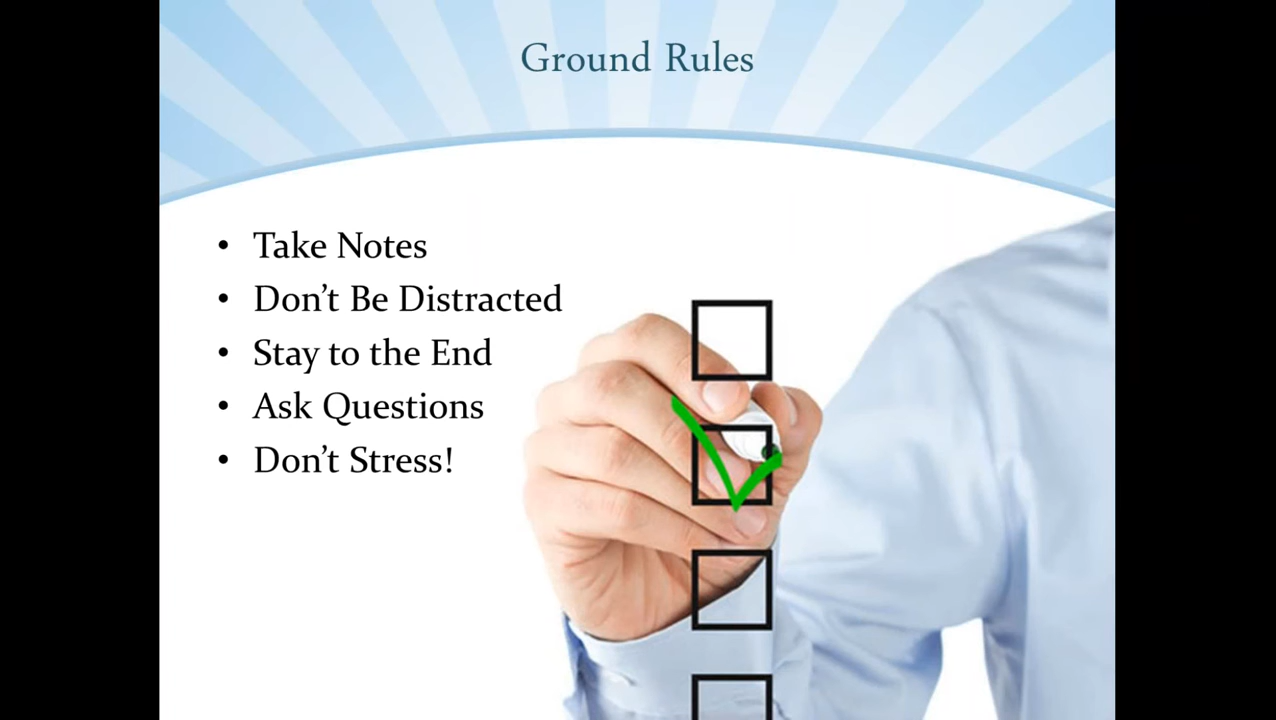 Ground Rules
• Take Notes
• Don't Be Distracted
• Stay to the End
• Ask Questions
• Don't Stress!